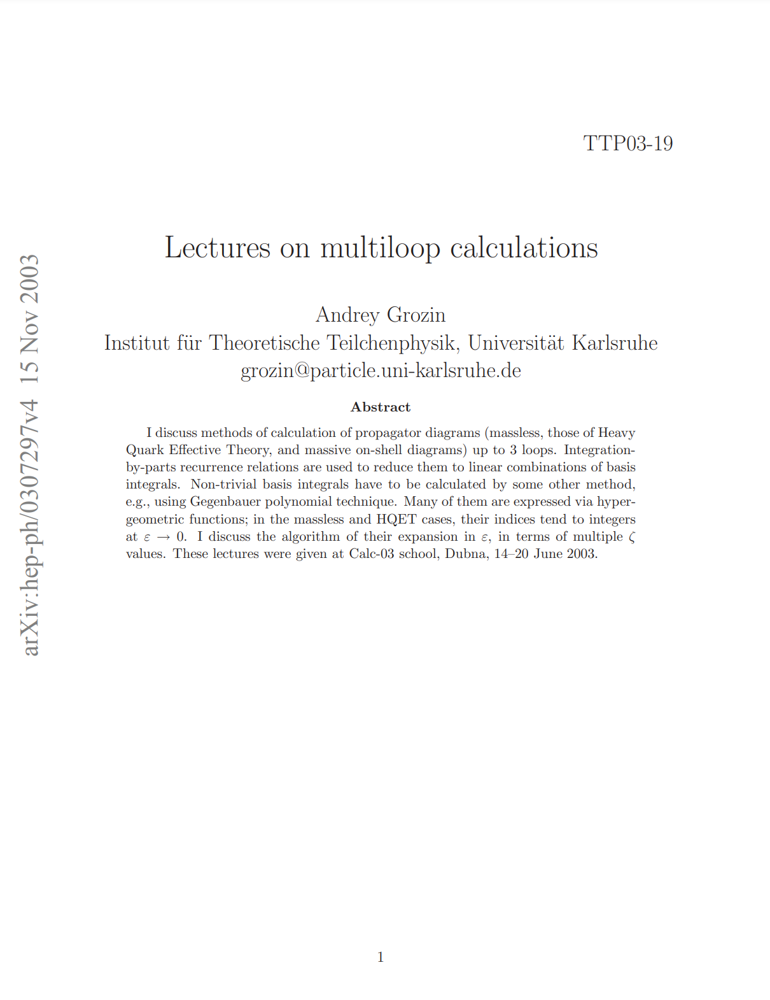 TTP03-19
Lectures on multiloop calculations
Andrey Grozin
Institut für Theoretische Teilchenphysik, Universität Karlsruhe
grozin@particle.uni-karlsruhe.de
Abstract
I discuss methods of calculation of propagator diagrams (massless, those of Heavy
Quark Effective Theory, and massive on-shell diagrams) up to 3 loops. Integration-
by-parts recurrence relations are used to reduce them to linear combinations of basis
integrals. Non-trivial basis integrals have to be calculated by some other method,
e.g., using Gegenbauer polynomial technique. Many of them are expressed via hyper-
geometric functions; in the massless and HQET cases, their indices tend to integers
at ε → 0. I discuss the algorithm of their expansion in ε, in terms of multiple ζ
values. These lectures were given at Calc-03 school, Dubna, 14–20 June 2003.
arXiv:hep-ph/0307297v4 15 Nov 2003
1